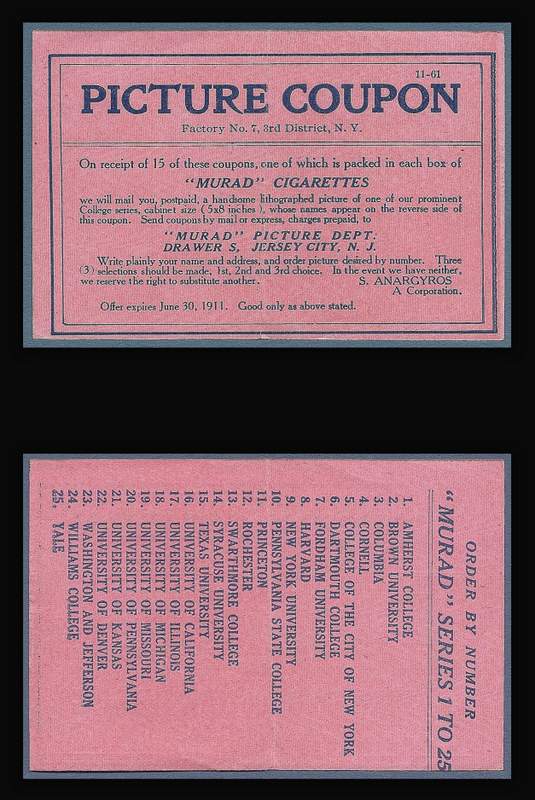 11-61
PICTURE COUPON
Factory No. 7, 3rd District, N. Y.
On receipt of 15 of these coupons, one of which is packed in each box of
"MURAD" CIGARETTES
we will mail you, postpaid, a handsome lithographed picture of one of our prominent
College series, cabinet size (5x8 inches), whose names appear on the reverse side of
this coupon. Send coupons by mail or express, charges prepaid, to
"MURAD" PICTURE DEPT:
DRAWER S, JERSEY CITY, N. J.
Write plainly your name and address, and order picture desired by number. Three
(3) selections should be made, 1st, 2nd and 3rd choice. In the event we have neither,
we reserve the right to substitute another. S. ANARGYROS
A Corporation.
Offer expires June 30, 1911. Good only as above stated.
ORDER BY NUMBER
"MURAD" SERIES 1 TO 25
1. AMHERST COLLEGE
2. BROWN UNIVERSITY
3. COLUMBIA
4. CORNELL
5. COLLEGE OF THE CITY OF NEW YORK
6. DARTMOUTH COLLEGE
7. FORDHAM UNIVERSITY
8. HARVARD
9. NEW YORK UNIVERSITY
10. PENNSYLVANIA STATE COLLEGE
11. PRINCETON
12. ROCHESTER
13. SWARTHMORE COLLEGE
14. SYRACUSE UNIVERSITY
15. TEXAS UNIVERSITY
16. UNIVERSITY OF CALIFORNIA
17. UNIVERSITY OF ILLINOIS
18. UNIVERSITY OF MICHIGAN
19. UNIVERSITY OF MISSOURI
20. UNIVERSITY OF PENNSYLVANIA
21. UNIVERSITY OF KANSAS
22. UNIVERSITY OF DENVER
23. WASHINGTON AND JEFFERSON
24. WILLIAMS COLLEGE
25. YALE